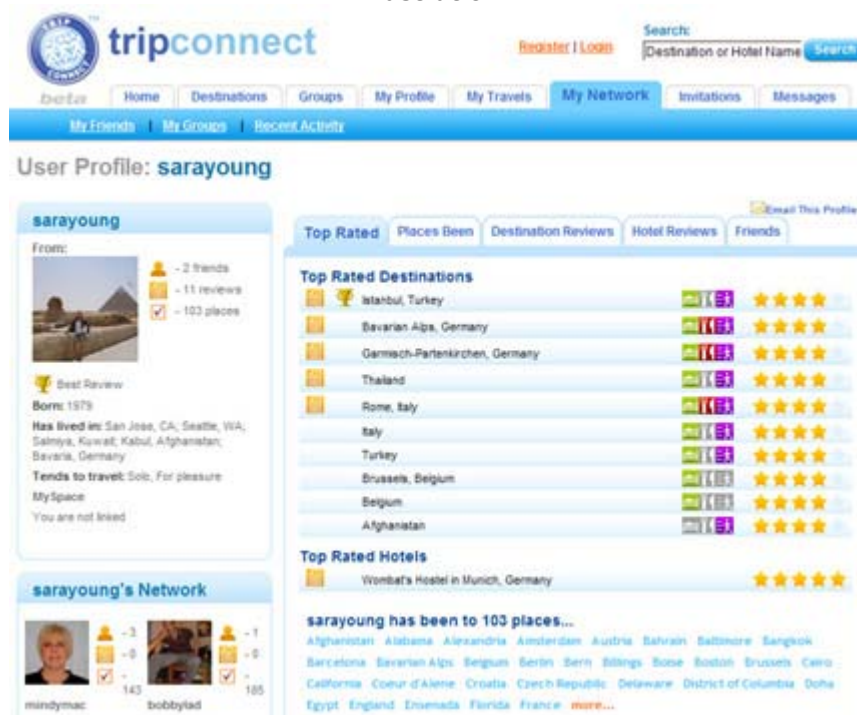 TRIP CONNECT
tripconnect
beta
Register | Login
Search:
Destination or Hotel Name Search
Home Destinations Groups My Profile My Travels My Network Invitations Messages
My Friends | My Groups | Recent Activity
User Profile: sarayoung
Email This Profile
sarayoung
From:
- 2 friends
- 11 reviews
- 103 places
Best Review
Born: 1979
Has lived in: San Jose, CA; Seattle, WA;
Salmiya, Kuwait; Kabul, Afghanistan;
Bavaria, Germany
Tends to travel: Solo, For pleasure
MySpace
You are not linked
Top Rated Places Been Destination Reviews Hotel Reviews Friends
Top Rated Destinations
Istanbul, Turkey
Bavarian Alps, Germany
Garmisch-Partenkirchen, Germany
Thailand
Rome, Italy
Italy
Turkey
Brussels, Belgium
Belgium
Afghanistan
Top Rated Hotels
Wombat's Hostel in Munich, Germany
sarayoung has been to 103 places...
Afghanistan Alabama Alexandria Amsterdam Austria Bahrain Baltimore Bangkok
Barcelona Bavarian Alps Belgium Berlin Bern Billings Boise Boston Brussels Cairo
California Coeur d'Alene Croatia Czech Republic Delaware District of Columbia Doha
Egypt England Ensenada Florida France more...
sarayoung's Network
- 3
- 0
- 143
mindymac
- 1
- 0
- 185
bobbylad